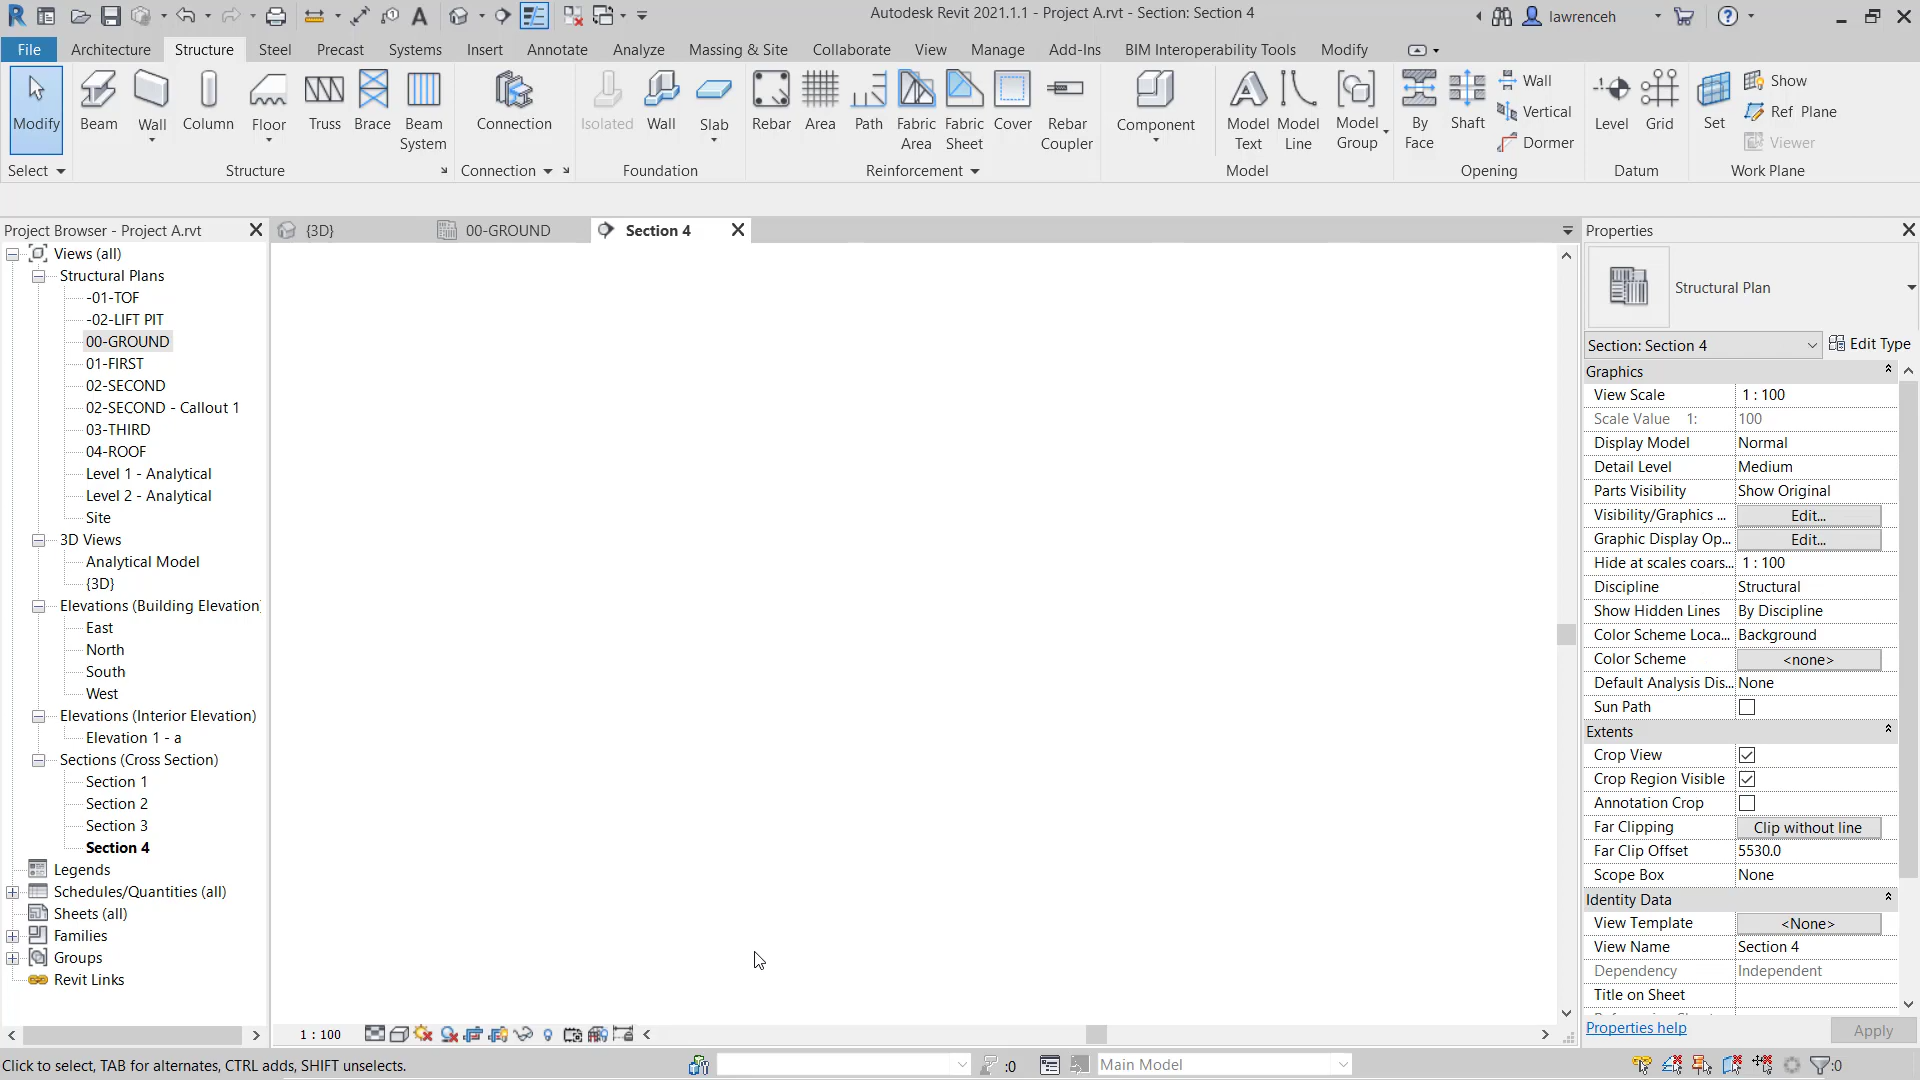 Autodesk Revit 2021.1.1 - Project A.rvt - Section: Section 4
lawrenceh
File
Architecture
Structure
Steel
Precast
Systems
Insert
Annotate
Analyze
Massing & Site
Collaborate
View
Manage
Add-Ins
BIM Interoperability Tools
Modify
Modify
Beam
Wall
Column
Floor
Truss
Brace
Beam
System
Connection
Isolated
Wall
Slab
Rebar
Area
Path
Fabric
Area
Fabric
Sheet
Cover
Rebar
Coupler
Component
Model
Text
Model
Line
Model
Group
By
Face
Shaft
Wall
Vertical
Dormer
Level
Grid
Set
Show
Ref Plane
Viewer
Select
Structure
Connection
Foundation
Reinforcement
Model
Opening
Datum
Work Plane
Project Browser - Project A.rvt
Views (all)
Structural Plans
-01-TOF
-02-LIFT PIT
00-GROUND
01-FIRST
02-SECOND
02-SECOND - Callout 1
03-THIRD
04-ROOF
Level 1 - Analytical
Level 2 - Analytical
Site
3D Views
Analytical Model
{3D}
Elevations (Building Elevation)
East
North
South
West
Elevations (Interior Elevation)
Elevation 1 - a
Sections (Cross Section)
Section 1
Section 2
Section 3
Section 4
Legends
Schedules/Quantities (all)
Sheets (all)
Families
Groups
Revit Links
{3D}
00-GROUND
Section 4
Properties
Structural Plan
Section: Section 4
Edit Type
Graphics
View Scale 1 : 100
Scale Value 1: 100
Display Model Normal
Detail Level Medium
Parts Visibility Show Original
Visibility/Graphics ... Edit...
Graphic Display Op... Edit...
Hide at scales coars... 1 : 100
Discipline Structural
Show Hidden Lines By Discipline
Color Scheme Loca... Background
Color Scheme <none>
Default Analysis Dis... None
Sun Path
Extents
Crop View
Crop Region Visible
Annotation Crop
Far Clipping Clip without line
Far Clip Offset 5530.0
Scope Box None
Identity Data
View Template <None>
View Name Section 4
Dependency Independent
Title on Sheet
Properties help
Apply
1 : 100
Click to select, TAB for alternates, CTRL adds, SHIFT unselects.
:0
Main Model
:0